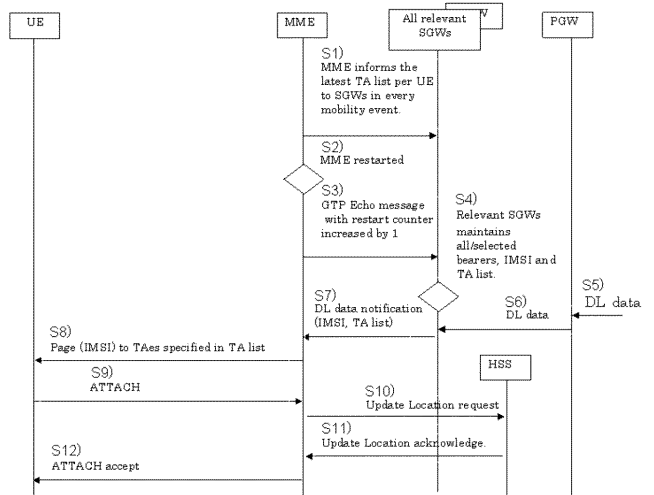 UE
MME
All relevant
SGWs
PGW
S1)
MME informs the
latest TA list per UE
to SGWs in every
mobility event.
S2)
MME restarted
S3)
GTP Echo message
with restart counter
increased by 1
S4)
Relevant SGWs
maintains
all/selected
bearers, IMSI and
TA list.
S5)
DL data
S6)
DL data
S7)
DL data notification
(IMSI, TA list)
S8)
Page (IMSI) to TAes specified in TA list
HSS
S9)
ATTACH
S10)
Update Location request
S11)
Update Location acknowledge.
S12)
ATTACH accept